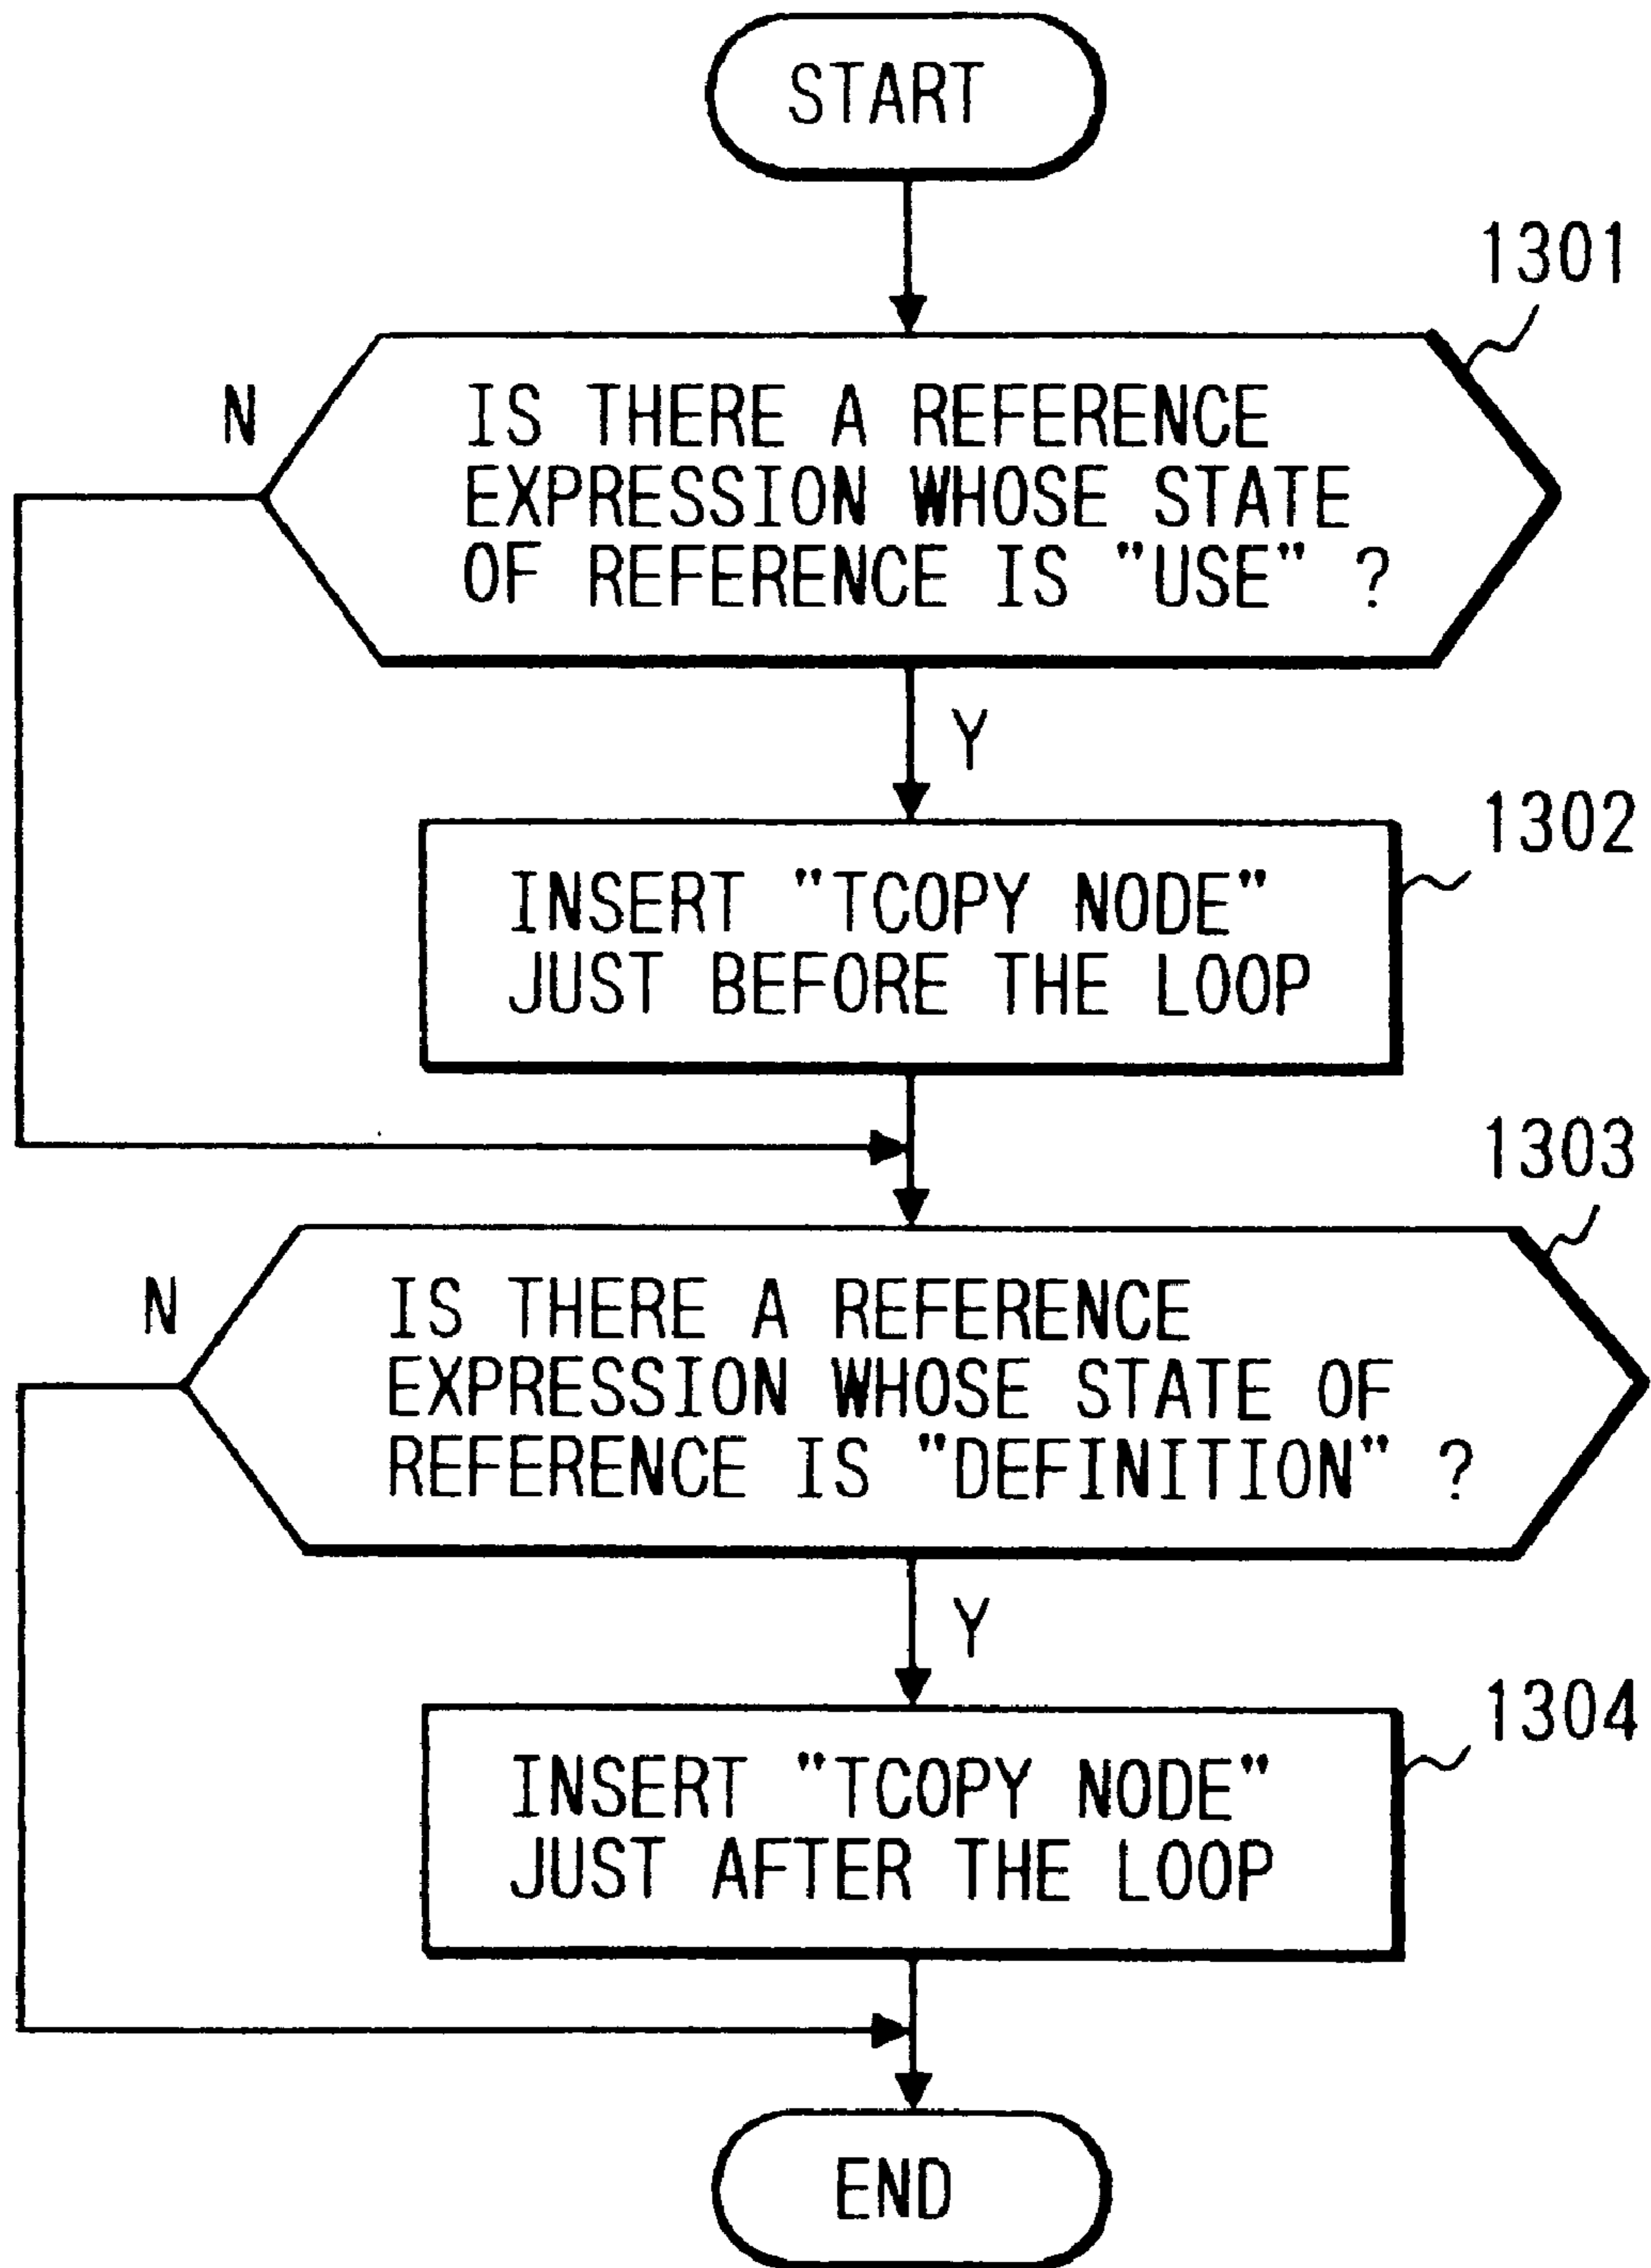 START
1301
N
IS THERE A REFERENCE
EXPRESSION WHOSE STATE
OF REFERENCE IS "USE" ?
Y
1302
INSERT "TCOPY NODE"
JUST BEFORE THE LOOP
1303
N
IS THERE A REFERENCE
EXPRESSION WHOSE STATE OF
REFERENCE IS "DEFINITION" ?
Y
1304
INSERT "TCOPY NODE"
JUST AFTER THE LOOP
END